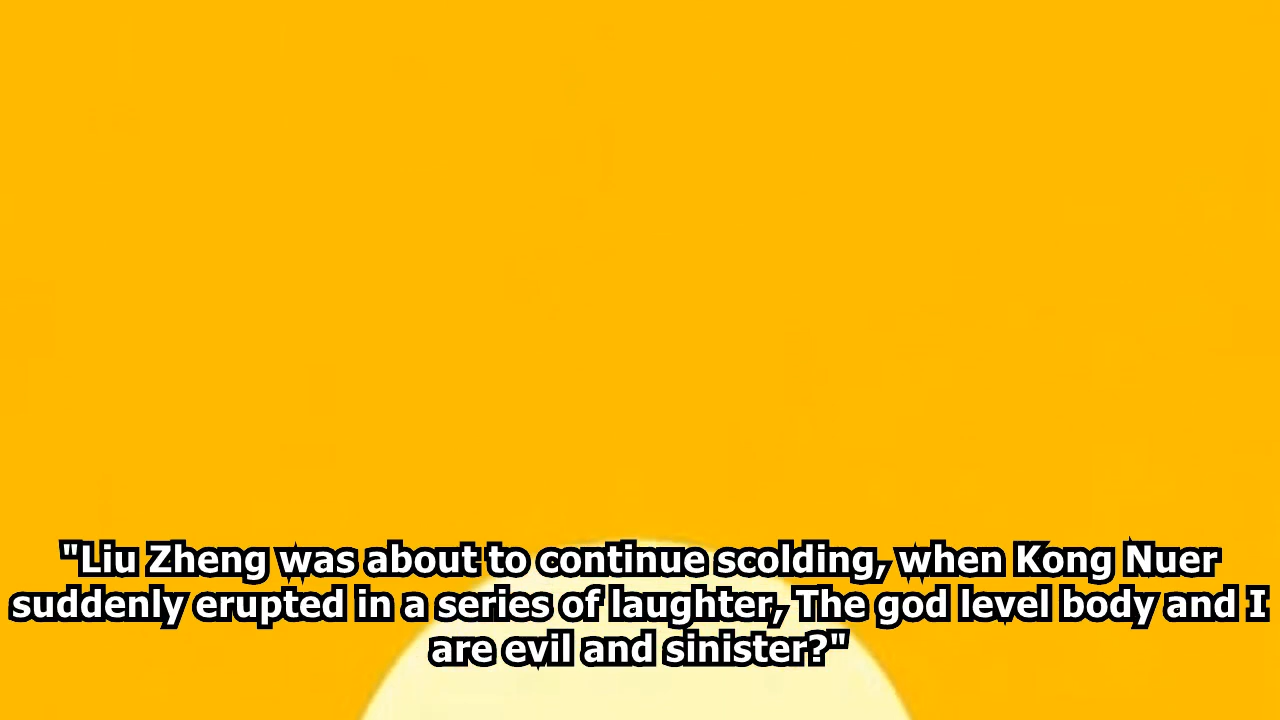 "Liu Zheng was about to continue scolding, when Kong Nuer
suddenly erupted in a series of laughter, The god level body and I
are evil and sinister?"